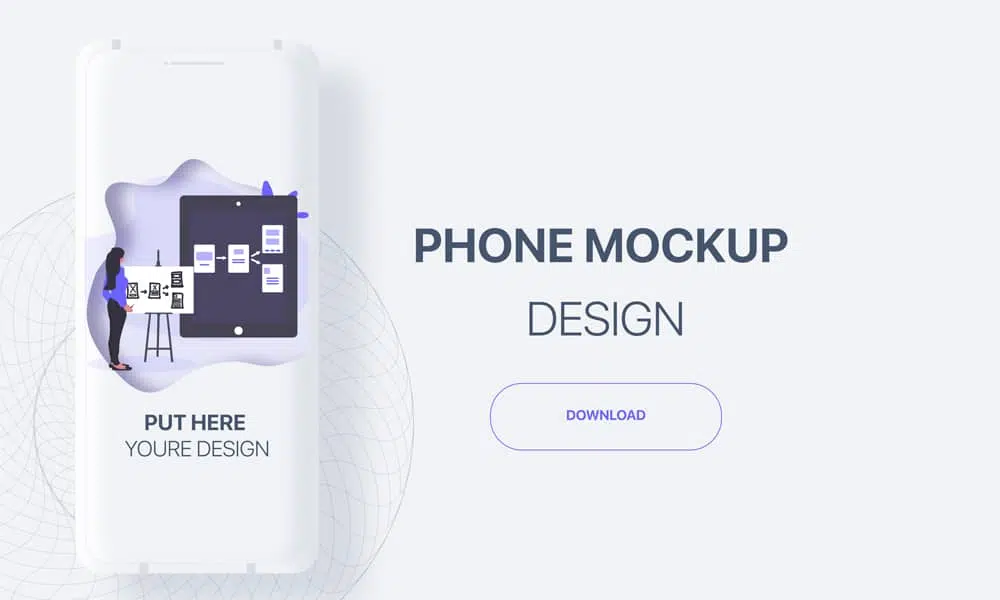 PUT HERE
YOURE DESIGN
PHONE MOCKUP
DESIGN
DOWNLOAD